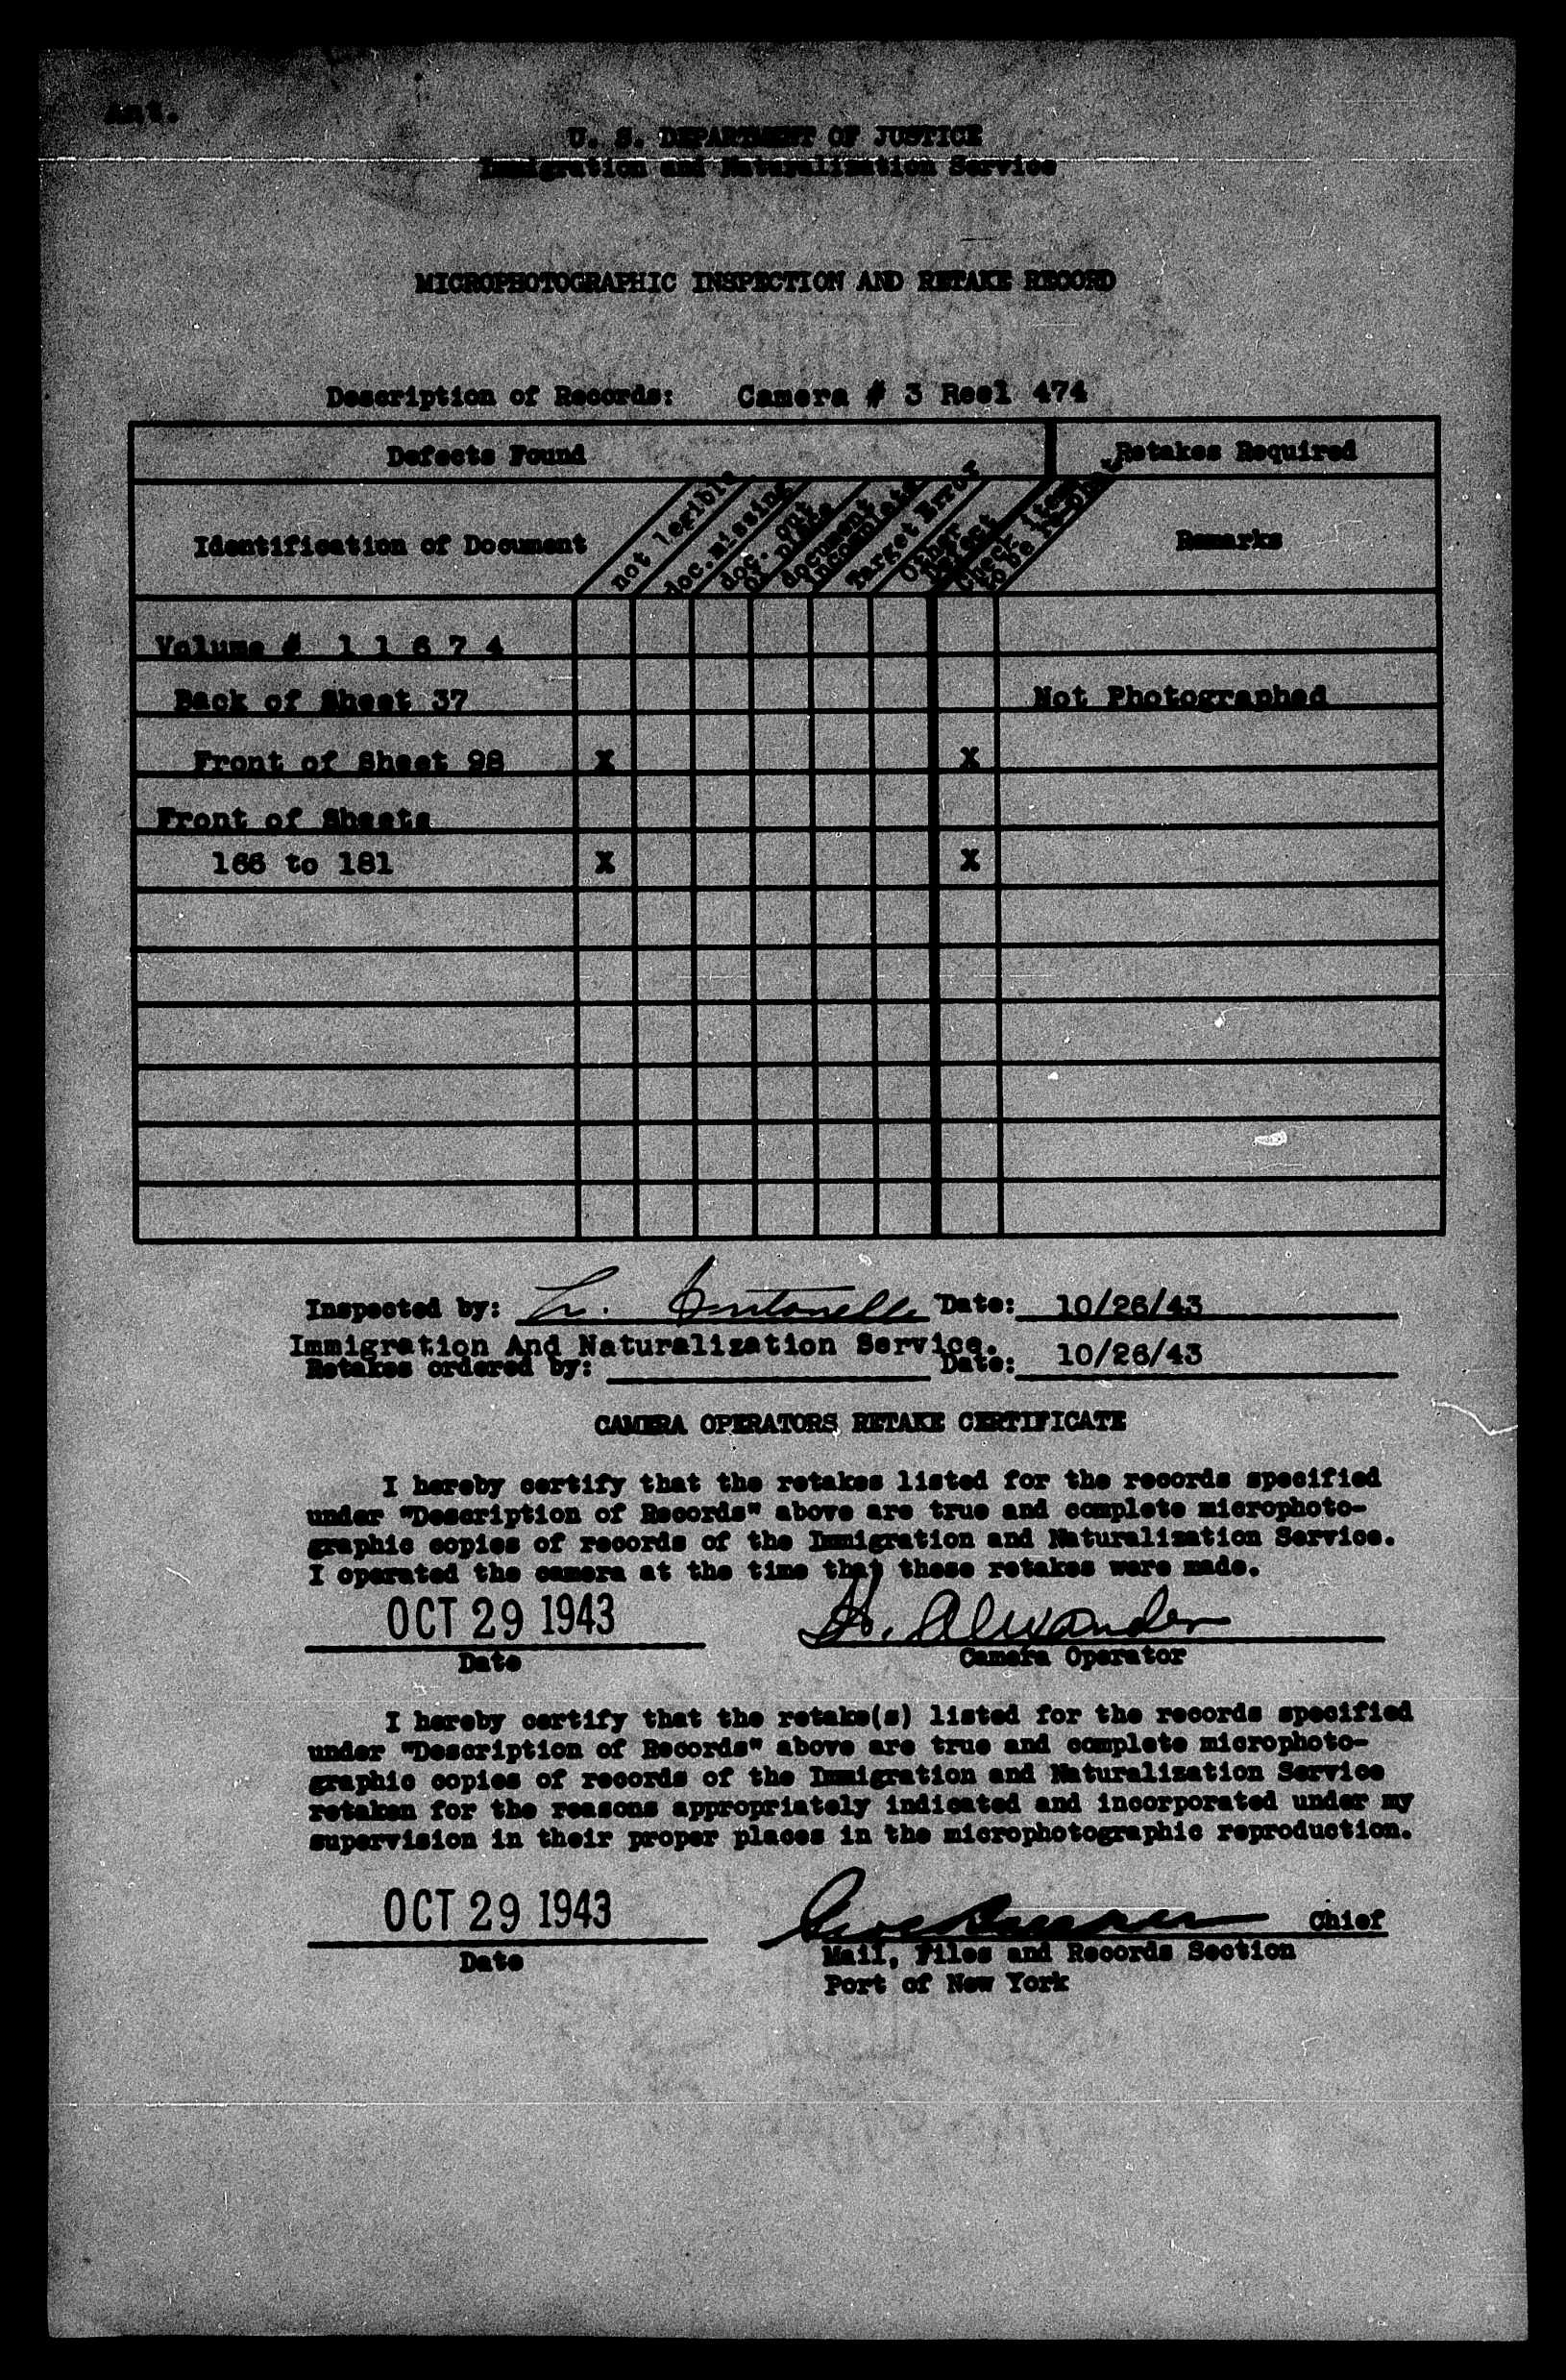 Ant.
U. S. DEPARTMENT OF JUSTICE
Immigration and Naturalization Service
MICROPHOTOGRAPHIC INSPECTION AND RETAKE RECORD
Description of Records: Camera # 3 Reel 474
Defects Found Retakes Required
Identification of Document not legible doc.missing doc. out of place document incomplete Target Error other check item Remarks
Volume # 1 1 6 7 4
Back of Sheet 37 Not Photographed
Front of Sheet 98 X X
Front of Sheets
166 to 181 X X
Inspected by: Date: 10/26/43
Immigration And Naturalization Service.
Retakes ordered by: Date: 10/26/43
CAMERA OPERATORS RETAKE CERTIFICATE
I hereby certify that the retakes listed for the records specified
under "Description of Records" above are true and complete microphoto-
graphic copies of records of the Immigration and Naturalization Service.
I operated the camera at the time that these retakes were made.
OCT 29 1943 H. Alexander
Date Camera Operator
I hereby certify that the retake(s) listed for the records specified
under "Description of Records" above are true and complete microphoto-
graphic copies of records of the Immigration and Naturalization Service
retaken for the reasons appropriately indicated and incorporated under my
supervision in their proper places in the microphotographic reproduction.
OCT 29 1943 Chief
Date Mail, Files and Records Section
Port of New York